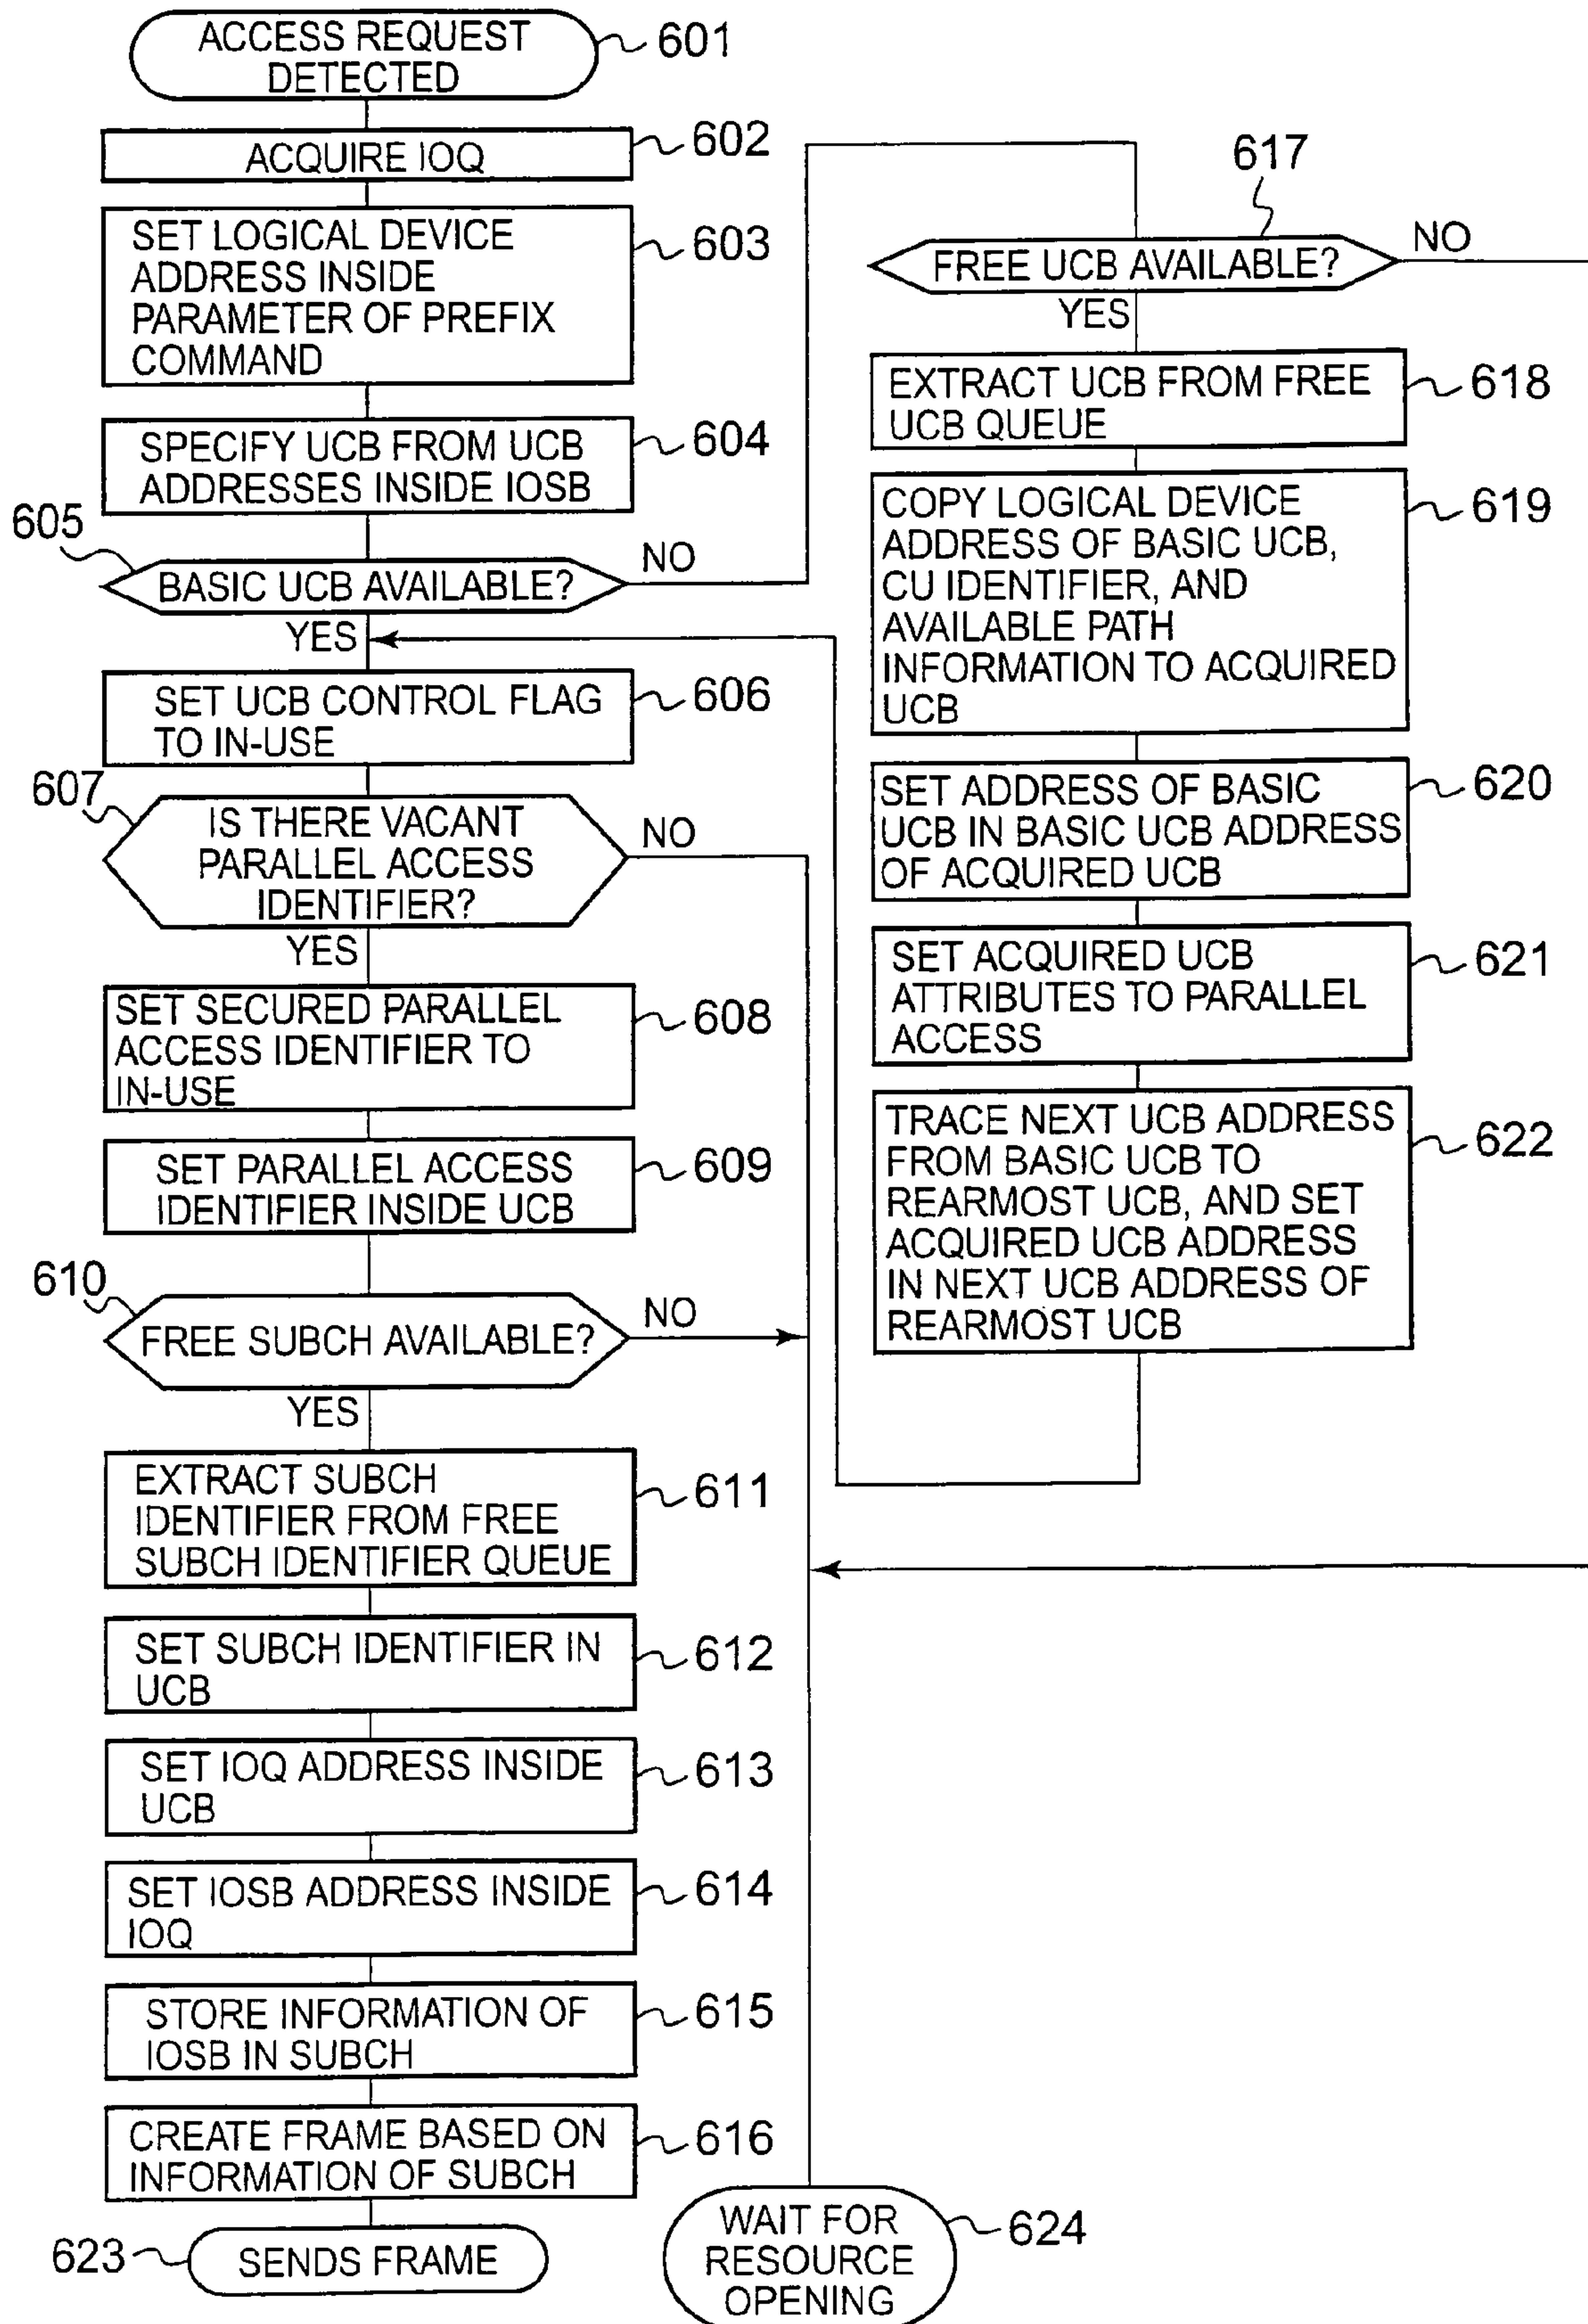 ACCESS REQUEST
DETECTED
601
ACQUIRE IOQ
602
SET LOGICAL DEVICE
ADDRESS INSIDE
PARAMETER OF PREFIX
COMMAND
603
SPECIFY UCB FROM UCB
ADDRESSES INSIDE IOSB
604
605
BASIC UCB AVAILABLE?
NO
YES
SET UCB CONTROL FLAG
TO IN-USE
606
607
IS THERE VACANT
PARALLEL ACCESS
IDENTIFIER?
NO
YES
SET SECURED PARALLEL
ACCESS IDENTIFIER TO
IN-USE
608
SET PARALLEL ACCESS
IDENTIFIER INSIDE UCB
609
610
FREE SUBCH AVAILABLE?
NO
YES
EXTRACT SUBCH
IDENTIFIER FROM FREE
SUBCH IDENTIFIER QUEUE
611
SET SUBCH IDENTIFIER IN
UCB
612
SET IOQ ADDRESS INSIDE
UCB
613
SET IOSB ADDRESS INSIDE
IOQ
614
STORE INFORMATION OF
IOSB IN SUBCH
615
CREATE FRAME BASED ON
INFORMATION OF SUBCH
616
623
SENDS FRAME
617
FREE UCB AVAILABLE?
NO
YES
EXTRACT UCB FROM FREE
UCB QUEUE
618
COPY LOGICAL DEVICE
ADDRESS OF BASIC UCB,
CU IDENTIFIER, AND
AVAILABLE PATH
INFORMATION TO ACQUIRED
UCB
619
SET ADDRESS OF BASIC
UCB IN BASIC UCB ADDRESS
OF ACQUIRED UCB
620
SET ACQUIRED UCB
ATTRIBUTES TO PARALLEL
ACCESS
621
TRACE NEXT UCB ADDRESS
FROM BASIC UCB TO
REARMOST UCB, AND SET
ACQUIRED UCB ADDRESS
IN NEXT UCB ADDRESS OF
REARMOST UCB
622
WAIT FOR
RESOURCE
OPENING
624